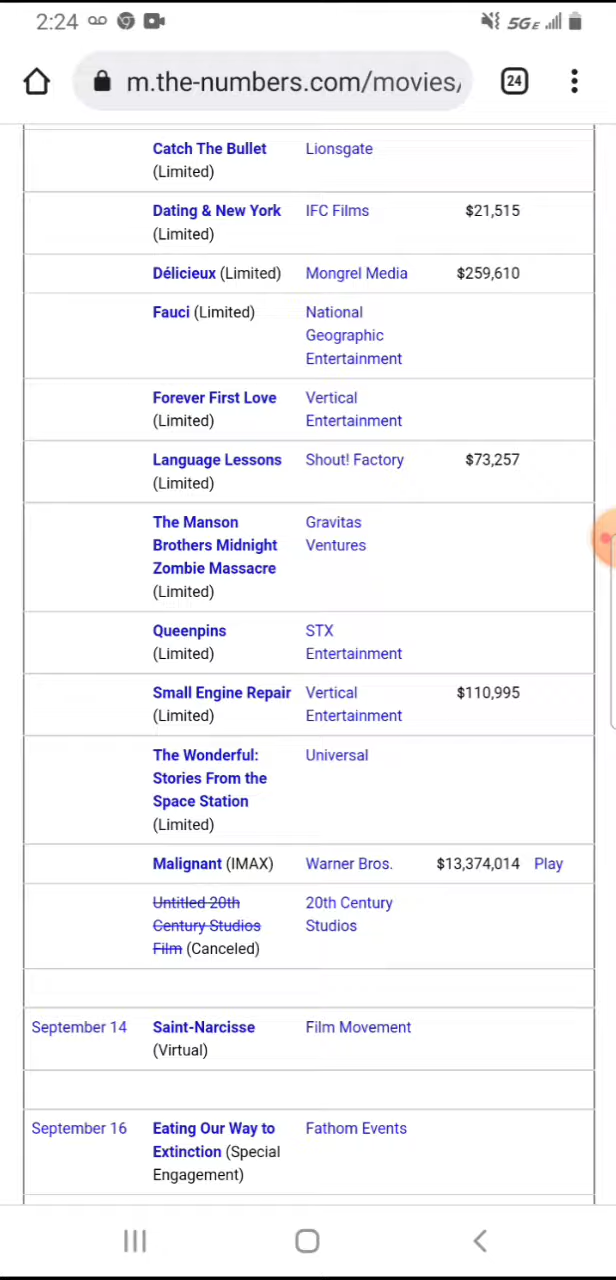 2:24
5GE
m.the-numbers.com/movies/
24
Catch The Bullet Lionsgate
(Limited)
Dating & New York IFC Films $21,515
(Limited)
Délicieux (Limited) Mongrel Media $259,610
Fauci (Limited) National
Geographic
Entertainment
Forever First Love Vertical
(Limited) Entertainment
Language Lessons Shout! Factory $73,257
(Limited)
The Manson Gravitas
Brothers Midnight Ventures
Zombie Massacre
(Limited)
Queenpins STX
(Limited) Entertainment
Small Engine Repair Vertical $110,995
(Limited) Entertainment
The Wonderful: Universal
Stories From the
Space Station
(Limited)
Malignant (IMAX) Warner Bros. $13,374,014 Play
Untitled 20th 20th Century
Century Studios Studios
Film (Canceled)
September 14 Saint-Narcisse Film Movement
(Virtual)
September 16 Eating Our Way to Fathom Events
Extinction (Special
Engagement)